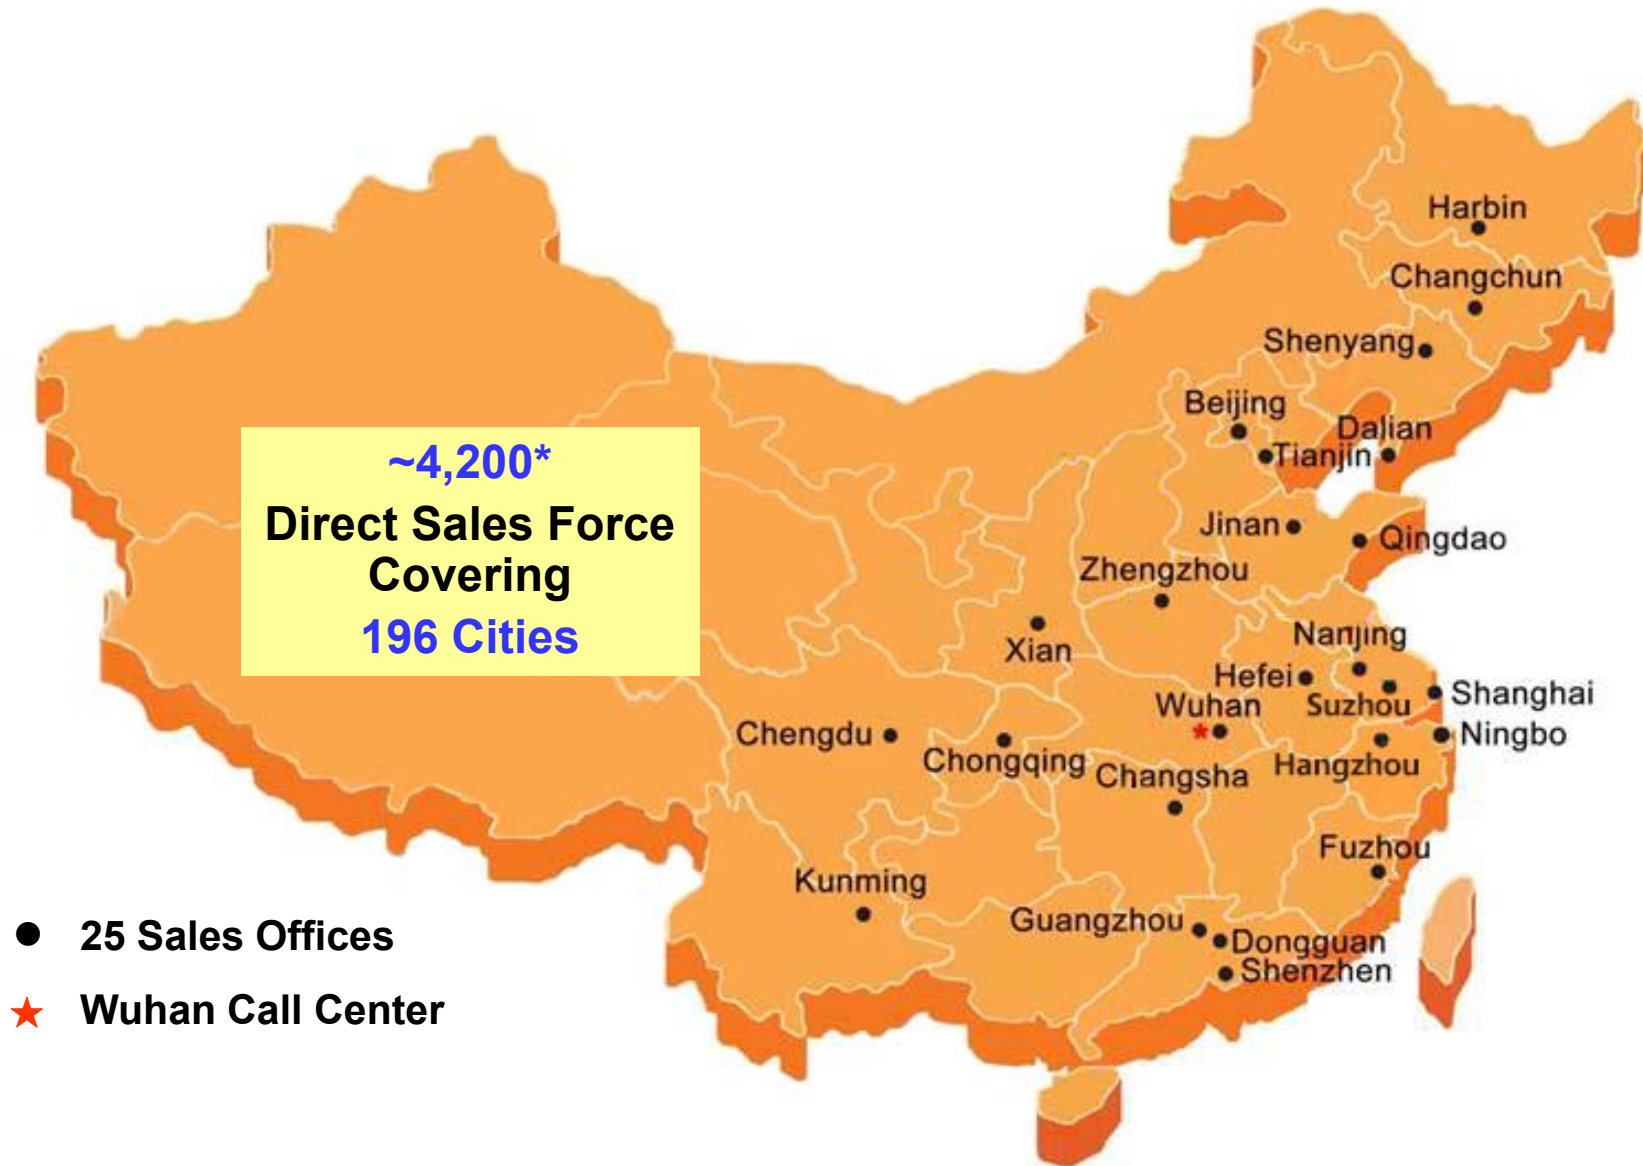 Harbin
Changchun
Shenyang
Beijing
Dalian
Tianjin
Jinan
Qingdao
Zhengzhou
Xian
Nanjing
Hefei
Suzhou
Shanghai
Wuhan
*
Ningbo
Chengdu
Chongqing
Hangzhou
Changsha
Fuzhou
Kunming
Guangzhou
Dongguan
Shenzhen
~4,200*
Direct Sales Force
Covering
196 Cities
25 Sales Offices
Wuhan Call Center